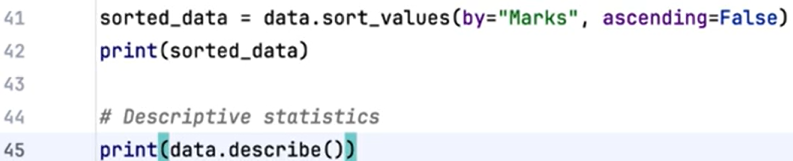 41 sorted_data = data.sort_values(by="Marks", ascending=False)
42 print(sorted_data)
43
44 # Descriptive statistics
45 print(data.describe())